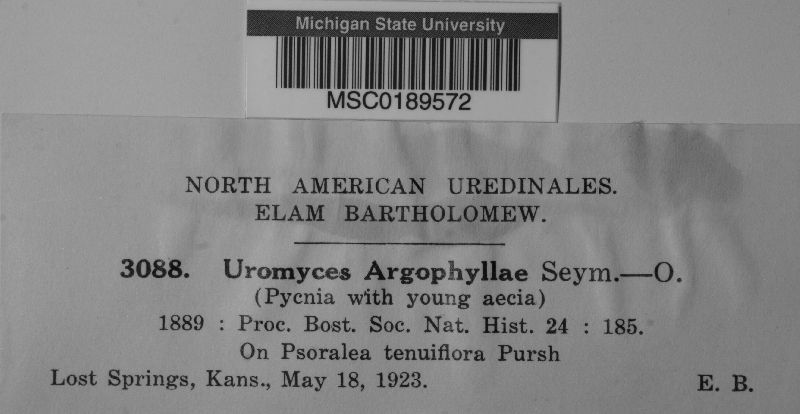 Michigan State University
MSC0189572
NORTH AMERICAN UREDINALES.
ELAM BARTHOLOMEW.
3088. Uromyces Argophyllae Seym.—O.
(Pycnia with young aecia)
1889 : Proc. Bost. Soc. Nat. Hist. 24 : 185.
On Psoralea tenuiflora Pursh
Lost Springs, Kans., May 18, 1923. E. B.